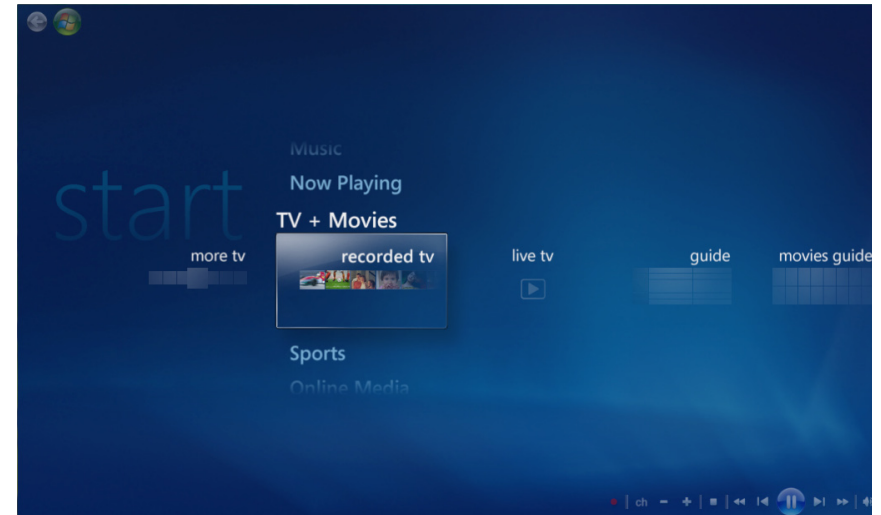 Music
start
Now Playing
TV + Movies
more tv
recorded tv
live tv
guide
movies guide
Sports
Online Media
ch